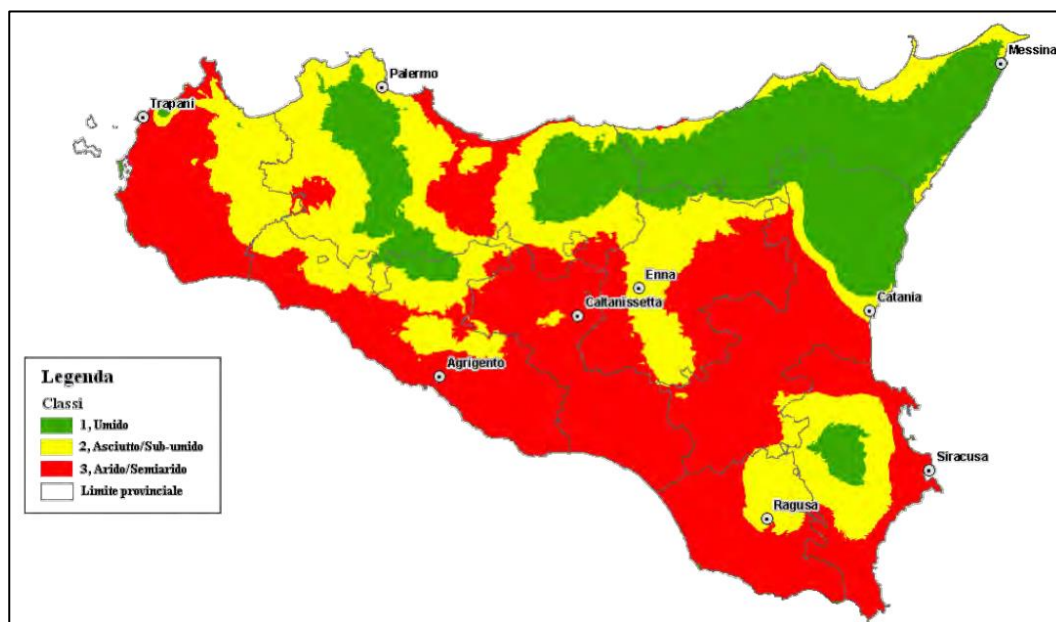 Messina
Palermo
Trapani
Enna
Caltanissetta
Catania
Agrigento
Siracusa
Ragusa
Legenda
Classi
1, Umido
2, Asciutto/Sub-umido
3, Arido/Semiarido
Limite provinciale